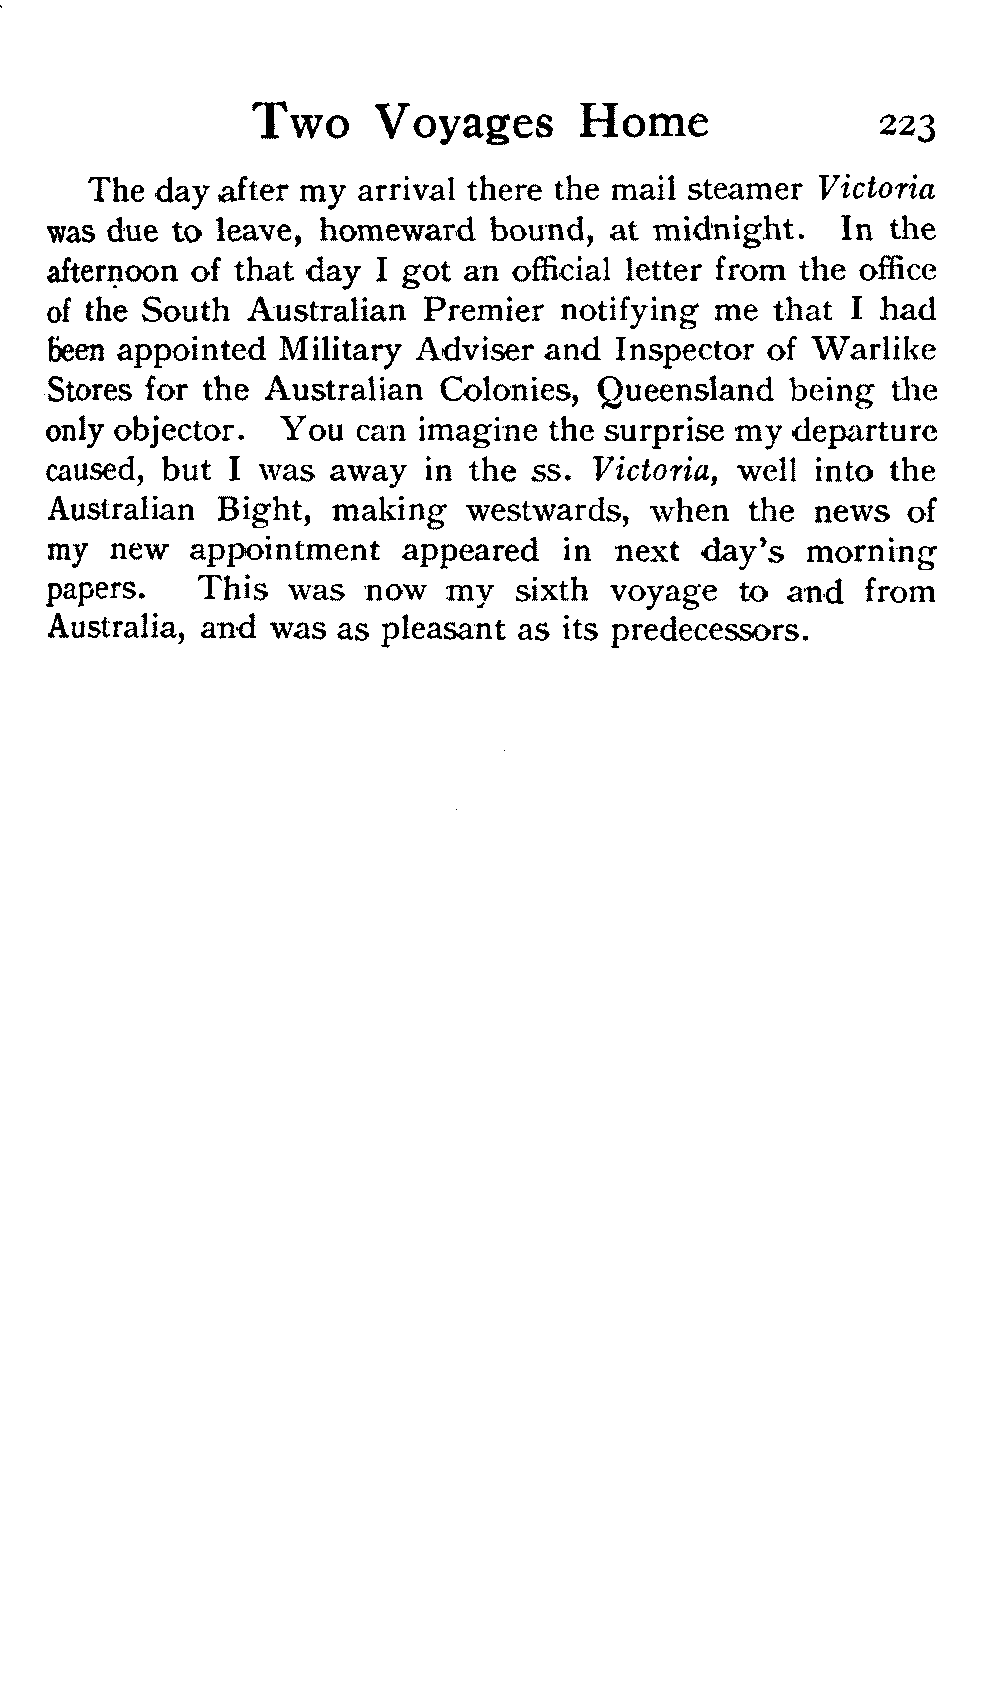 Two Voyages Home 223
The day after my arrival there the mail steamer Victoria
was due to leave, homeward bound, at midnight. In the
afternoon of that day I got an official letter from the office
of the South Australian Premier notifying me that I had
been appointed Military Adviser and Inspector of Warlike
Stores for the Australian Colonies, Queensland being the
only objector. You can imagine the surprise my departure
caused, but I was away in the ss. Victoria, well into the
Australian Bight, making westwards, when the news of
my new appointment appeared in next day's morning
papers. This was now my sixth voyage to and from
Australia, and was as pleasant as its predecessors.